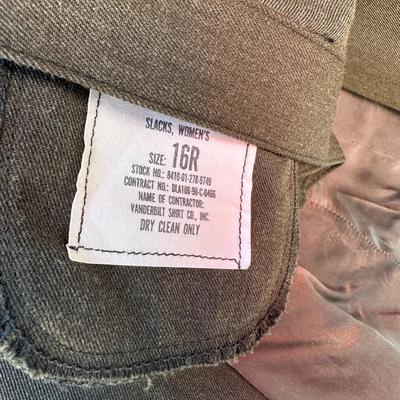 SLACKS, WOMEN'S
SIZE: 16R
STOCK NO.: 8410-01-278-9749
CONTRACT NO.: DLA100-90-C-0466
NAME OF CONTRACTOR:
VANDERBILT SHIRT CO., INC.
DRY CLEAN ONLY